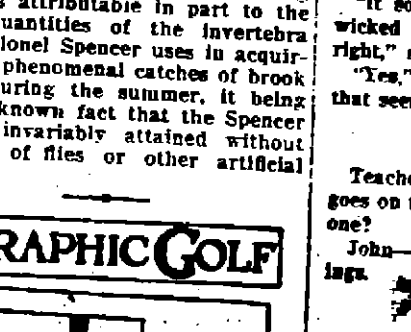 attributable in part to the
uantities of the invertebra
lonel Spencer uses in acquir-
phenomenal catches of brook
uring the summer, it being
known fact that the Spencer
invariably attained without
of flies or other artificial
RAPHIC GOLF
"It
wicked
right,"
"Yes,"
that see
Teache
goes on
one?
John—
ings.